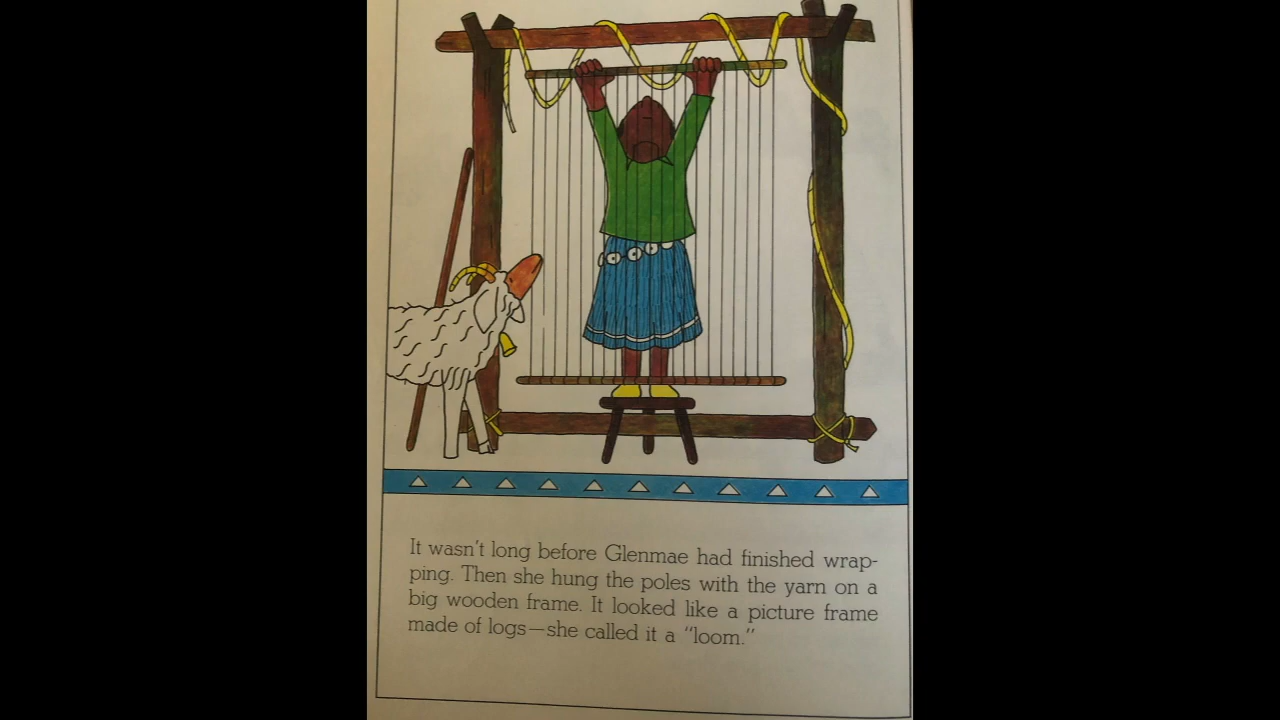 It wasn't long before Glenmae had finished wrap-
ping. Then she hung the poles with the yarn on a
big wooden frame. It looked like a picture frame
made of logs—she called it a “loom.”